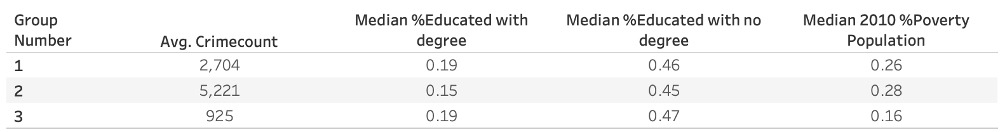 Group Number Avg. Crimecount Median %Educated with degree Median %Educated with no degree Median 2010 %Poverty Population
1 2,704 0.19 0.46 0.26
2 5,221 0.15 0.45 0.28
3 925 0.19 0.47 0.16